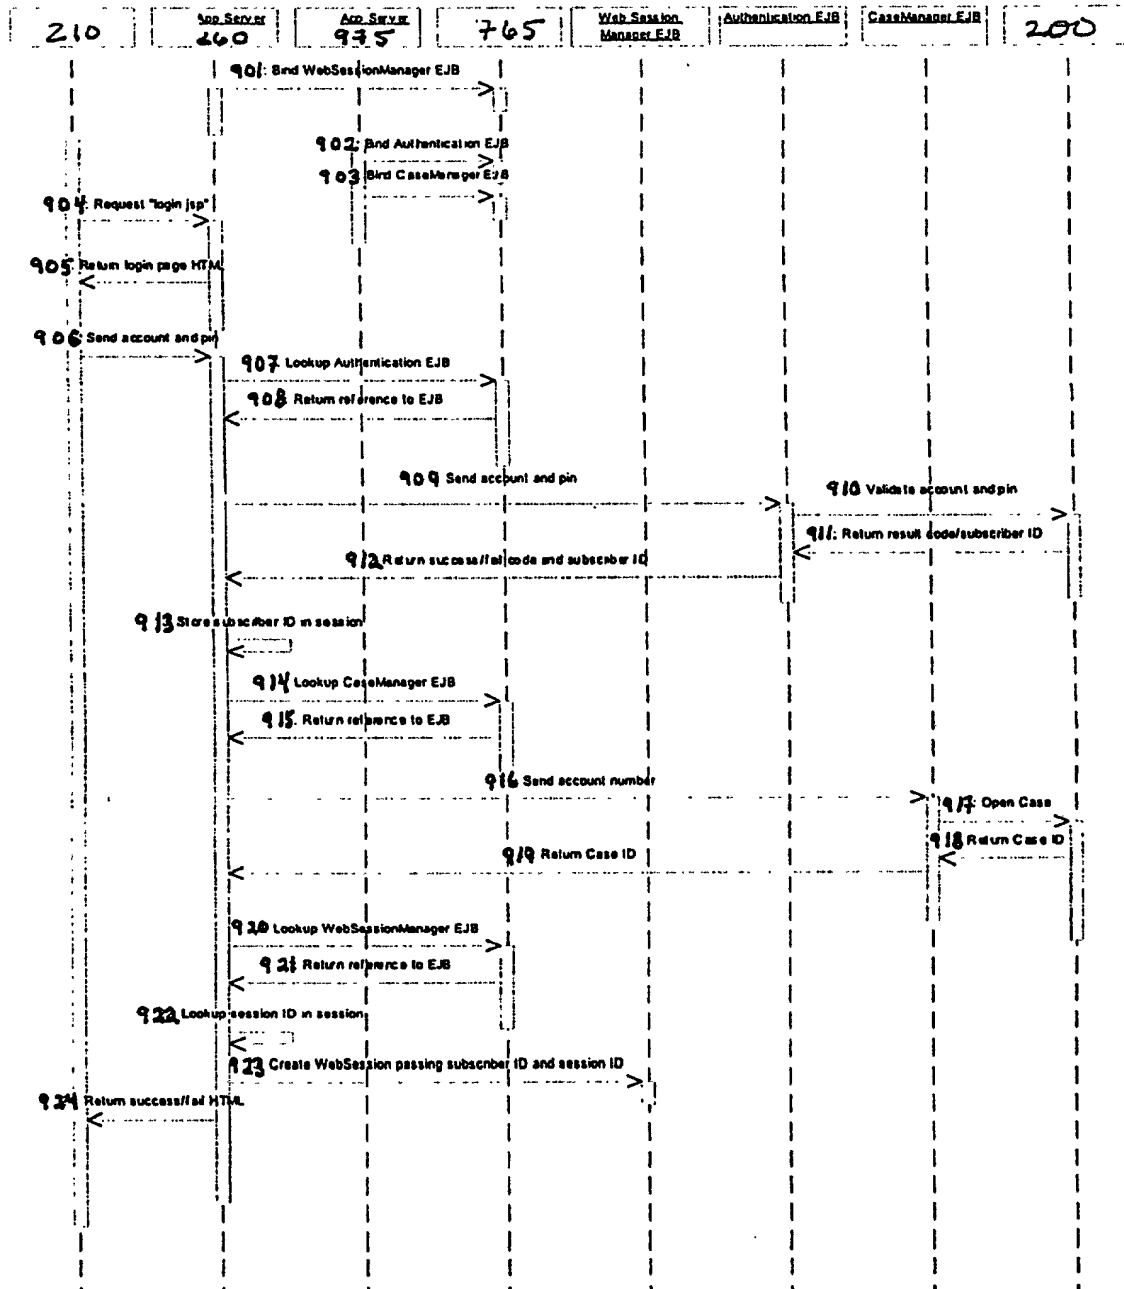 210
App Server
260
App Server
975
765
Web Session
Manager EJB
Authentication EJB
CaseManager EJB
200
901: Bind WebSessionManager EJB
902: Bind Authentication EJB
903 Bind CaseManager EJB
904: Request "login jsp"
905: Return login page HTML
906: Send account and pin
907 Lookup Authentication EJB
908 Return reference to EJB
909 Send account and pin
910 Validate account and pin
911: Return result code/subscriber ID
912 Return success/fail code and subscriber ID
913 Store subscriber ID in session
914 Lookup CaseManager EJB
915. Return reference to EJB
916 Send account number
917: Open Case
918 Return Case ID
919 Return Case ID
920 Lookup WebSessionManager EJB
921 Return reference to EJB
922 Lookup session ID in session
923 Create WebSession passing subscriber ID and session ID
924 Return success/fail HTML